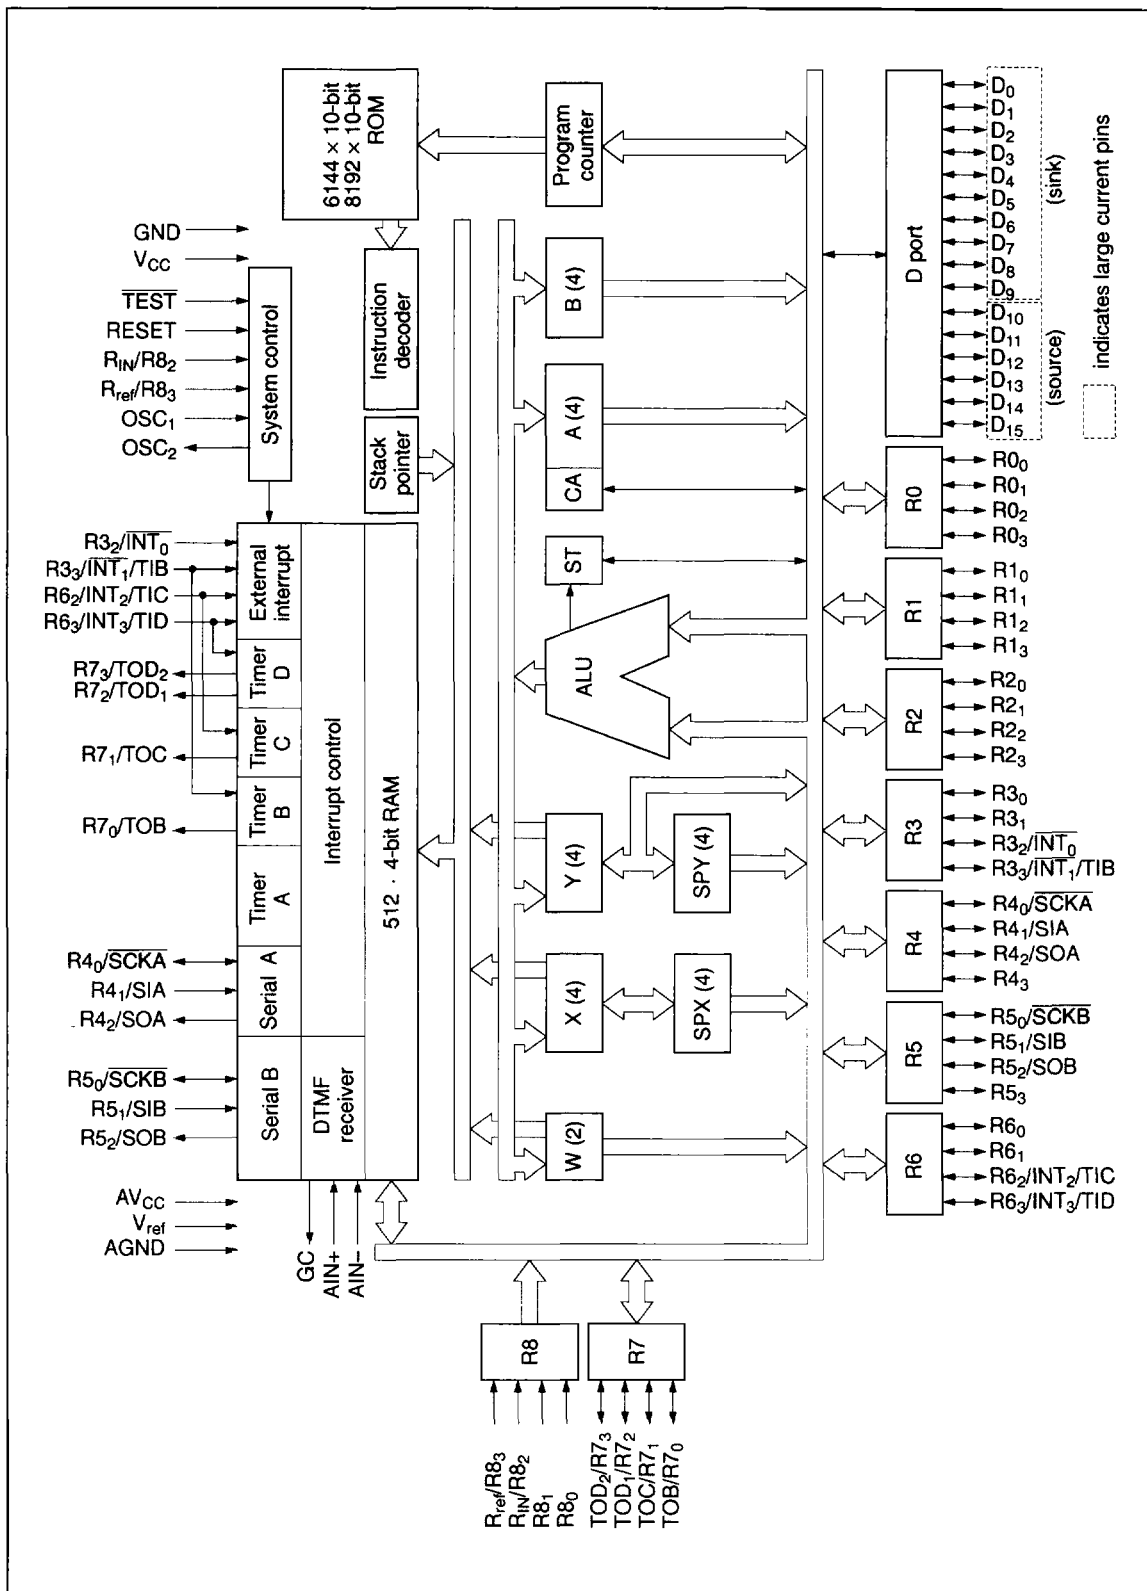 GND
V_CC
TEST
RESET
R_IN/R8₂
R_ref/R8₃
OSC₁
OSC₂
System control
6144 × 10-bit
8192 × 10-bit
ROM
Instruction
decoder
Stack
pointer
Program
counter
B (4)
A (4)
CA
ST
ALU
Y (4)
SPY (4)
X (4)
SPX (4)
W (2)
R3₂/INT₀
R3₃/INT₁/TIB
R6₂/INT₂/TIC
R6₃/INT₃/TID
R7₃/TOD₂
R7₂/TOD₁
R7₁/TOC
R7₀/TOB
R4₀/SCKA
R4₁/SIA
R4₂/SOA
R5₀/SCKB
R5₁/SIB
R5₂/SOB
AV_CC
V_ref
AGND
External
interrupt
Timer
D
Timer
C
Timer
B
Timer
A
Serial A
Serial B
Interrupt control
DTMF
receiver
512 · 4-bit RAM
GC
AIN+
AIN−
R8
R_ref/R8₃
R_IN/R8₂
R8₁
R8₀
R7
TOD₂/R7₃
TOD₁/R7₂
TOC/R7₁
TOB/R7₀
D port
D₀
D₁
D₂
D₃
D₄
D₅
D₆
D₇
D₈
D₉
(sink)
D₁₀
D₁₁
D₁₂
D₁₃
D₁₄
D₁₅
(source)
indicates large current pins
R0
R0₀
R0₁
R0₂
R0₃
R1
R1₀
R1₁
R1₂
R1₃
R2
R2₀
R2₁
R2₂
R2₃
R3
R3₀
R3₁
R3₂/INT₀
R3₃/INT₁/TIB
R4
R4₀/SCKA
R4₁/SIA
R4₂/SOA
R4₃
R5
R5₀/SCKB
R5₁/SIB
R5₂/SOB
R5₃
R6
R6₀
R6₁
R6₂/INT₂/TIC
R6₃/INT₃/TID